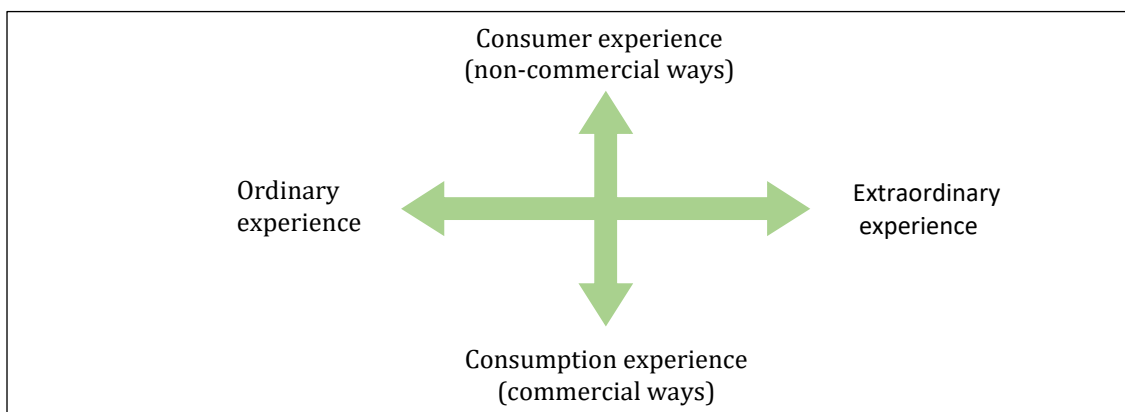 Consumer experience
(non-commercial ways)
Ordinary
experience
Extraordinary
experience
Consumption experience
(commercial ways)